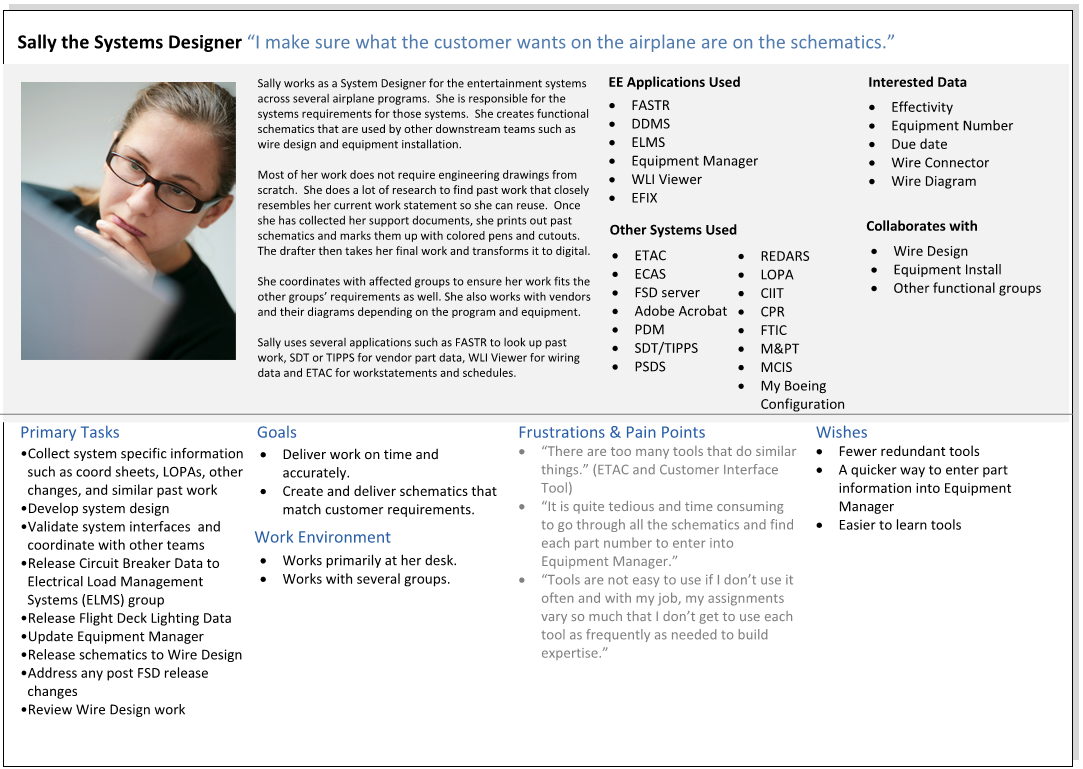 Sally the Systems Designer “I make sure what the customer wants on the airplane are on the schematics.”
Sally works as a System Designer for the entertainment systems
across several airplane programs.  She is responsible for the
systems requirements for those systems.  She creates functional
schematics that are used by other downstream teams such as
wire design and equipment installation.
Most of her work does not require engineering drawings from
scratch.  She does a lot of research to find past work that closely
resembles her current work statement so she can reuse.  Once
she has collected her support documents, she prints out past
schematics and marks them up with colored pens and cutouts.
The drafter then takes her final work and transforms it to digital.
She coordinates with affected groups to ensure her work fits the
other groups’ requirements as well. She also works with vendors
and their diagrams depending on the program and equipment.
Sally uses several applications such as FASTR to look up past
work, SDT or TIPPS for vendor part data, WLI Viewer for wiring
data and ETAC for workstatements and schedules.
EE Applications Used
• FASTR
• DDMS
• ELMS
• Equipment Manager
• WLI Viewer
• EFIX
Other Systems Used
• ETAC
• ECAS
• FSD server
• Adobe Acrobat
• PDM
• SDT/TIPPS
• PSDS
• REDARS
• LOPA
• CIIT
• CPR
• FTIC
• M&PT
• MCIS
• My Boeing
Configuration
Interested Data
• Effectivity
• Equipment Number
• Due date
• Wire Connector
• Wire Diagram
Collaborates with
• Wire Design
• Equipment Install
• Other functional groups
Primary Tasks
•Collect system specific information
such as coord sheets, LOPAs, other
changes, and similar past work
•Develop system design
•Validate system interfaces  and
coordinate with other teams
•Release Circuit Breaker Data to
Electrical Load Management
Systems (ELMS) group
•Release Flight Deck Lighting Data
•Update Equipment Manager
•Release schematics to Wire Design
•Address any post FSD release
changes
•Review Wire Design work
Goals
• Deliver work on time and
accurately.
• Create and deliver schematics that
match customer requirements.
Work Environment
• Works primarily at her desk.
• Works with several groups.
Frustrations & Pain Points
• “There are too many tools that do similar
things.” (ETAC and Customer Interface
Tool)
• “It is quite tedious and time consuming
to go through all the schematics and find
each part number to enter into
Equipment Manager.”
• “Tools are not easy to use if I don’t use it
often and with my job, my assignments
vary so much that I don’t get to use each
tool as frequently as needed to build
expertise.”
Wishes
• Fewer redundant tools
• A quicker way to enter part
information into Equipment
Manager
• Easier to learn tools